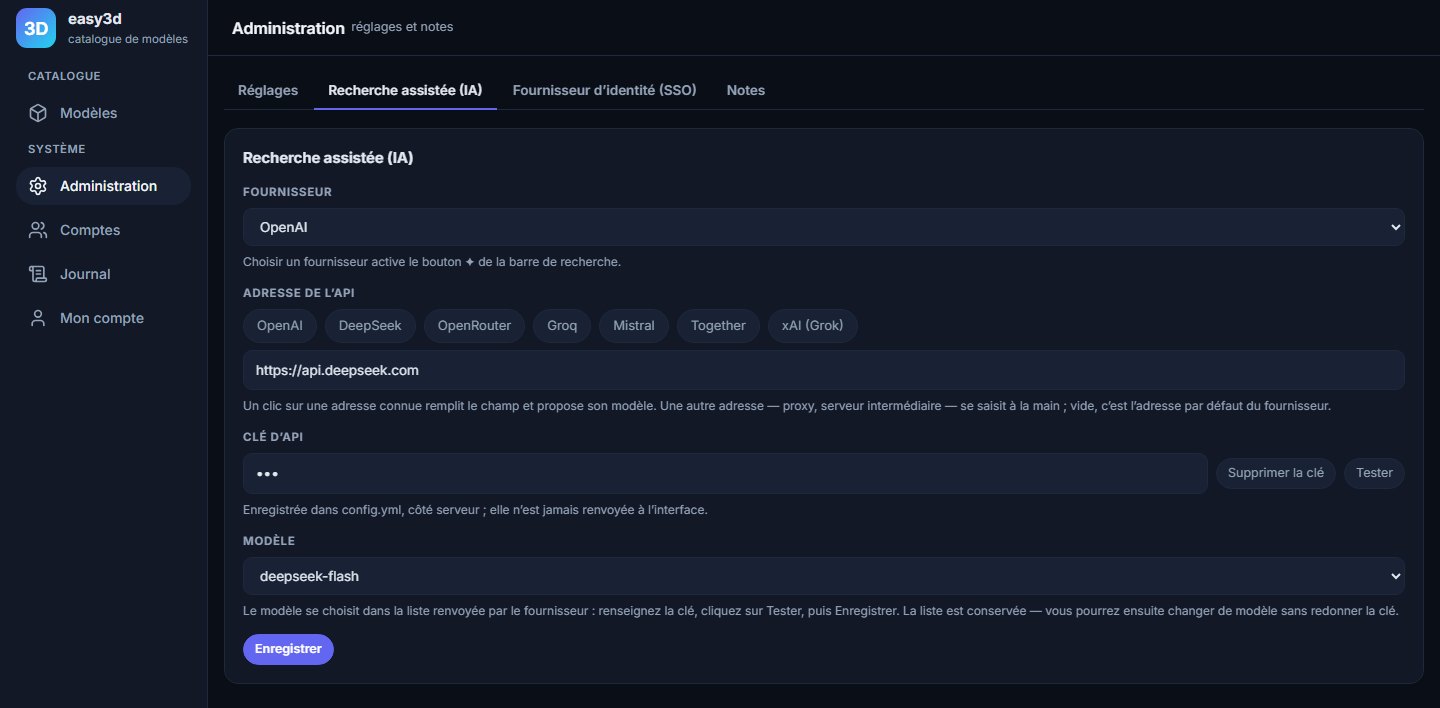 3D
easy3d
catalogue de modèles
CATALOGUE
Modèles
SYSTÈME
Administration
Comptes
Journal
Mon compte
Administration réglages et notes
Réglages
Recherche assistée (IA)
Fournisseur d’identité (SSO)
Notes
Recherche assistée (IA)
FOURNISSEUR
OpenAI
Choisir un fournisseur active le bouton ✦ de la barre de recherche.
ADRESSE DE L’API
OpenAI
DeepSeek
OpenRouter
Groq
Mistral
Together
xAI (Grok)
https://api.deepseek.com
Un clic sur une adresse connue remplit le champ et propose son modèle. Une autre adresse — proxy, serveur intermédiaire — se saisit à la main ; vide, c’est l’adresse par défaut du fournisseur.
CLÉ D’API
•••
Supprimer la clé
Tester
Enregistrée dans config.yml, côté serveur ; elle n’est jamais renvoyée à l’interface.
MODÈLE
deepseek-flash
Le modèle se choisit dans la liste renvoyée par le fournisseur : renseignez la clé, cliquez sur Tester, puis Enregistrer. La liste est conservée — vous pourrez ensuite changer de modèle sans redonner la clé.
Enregistrer